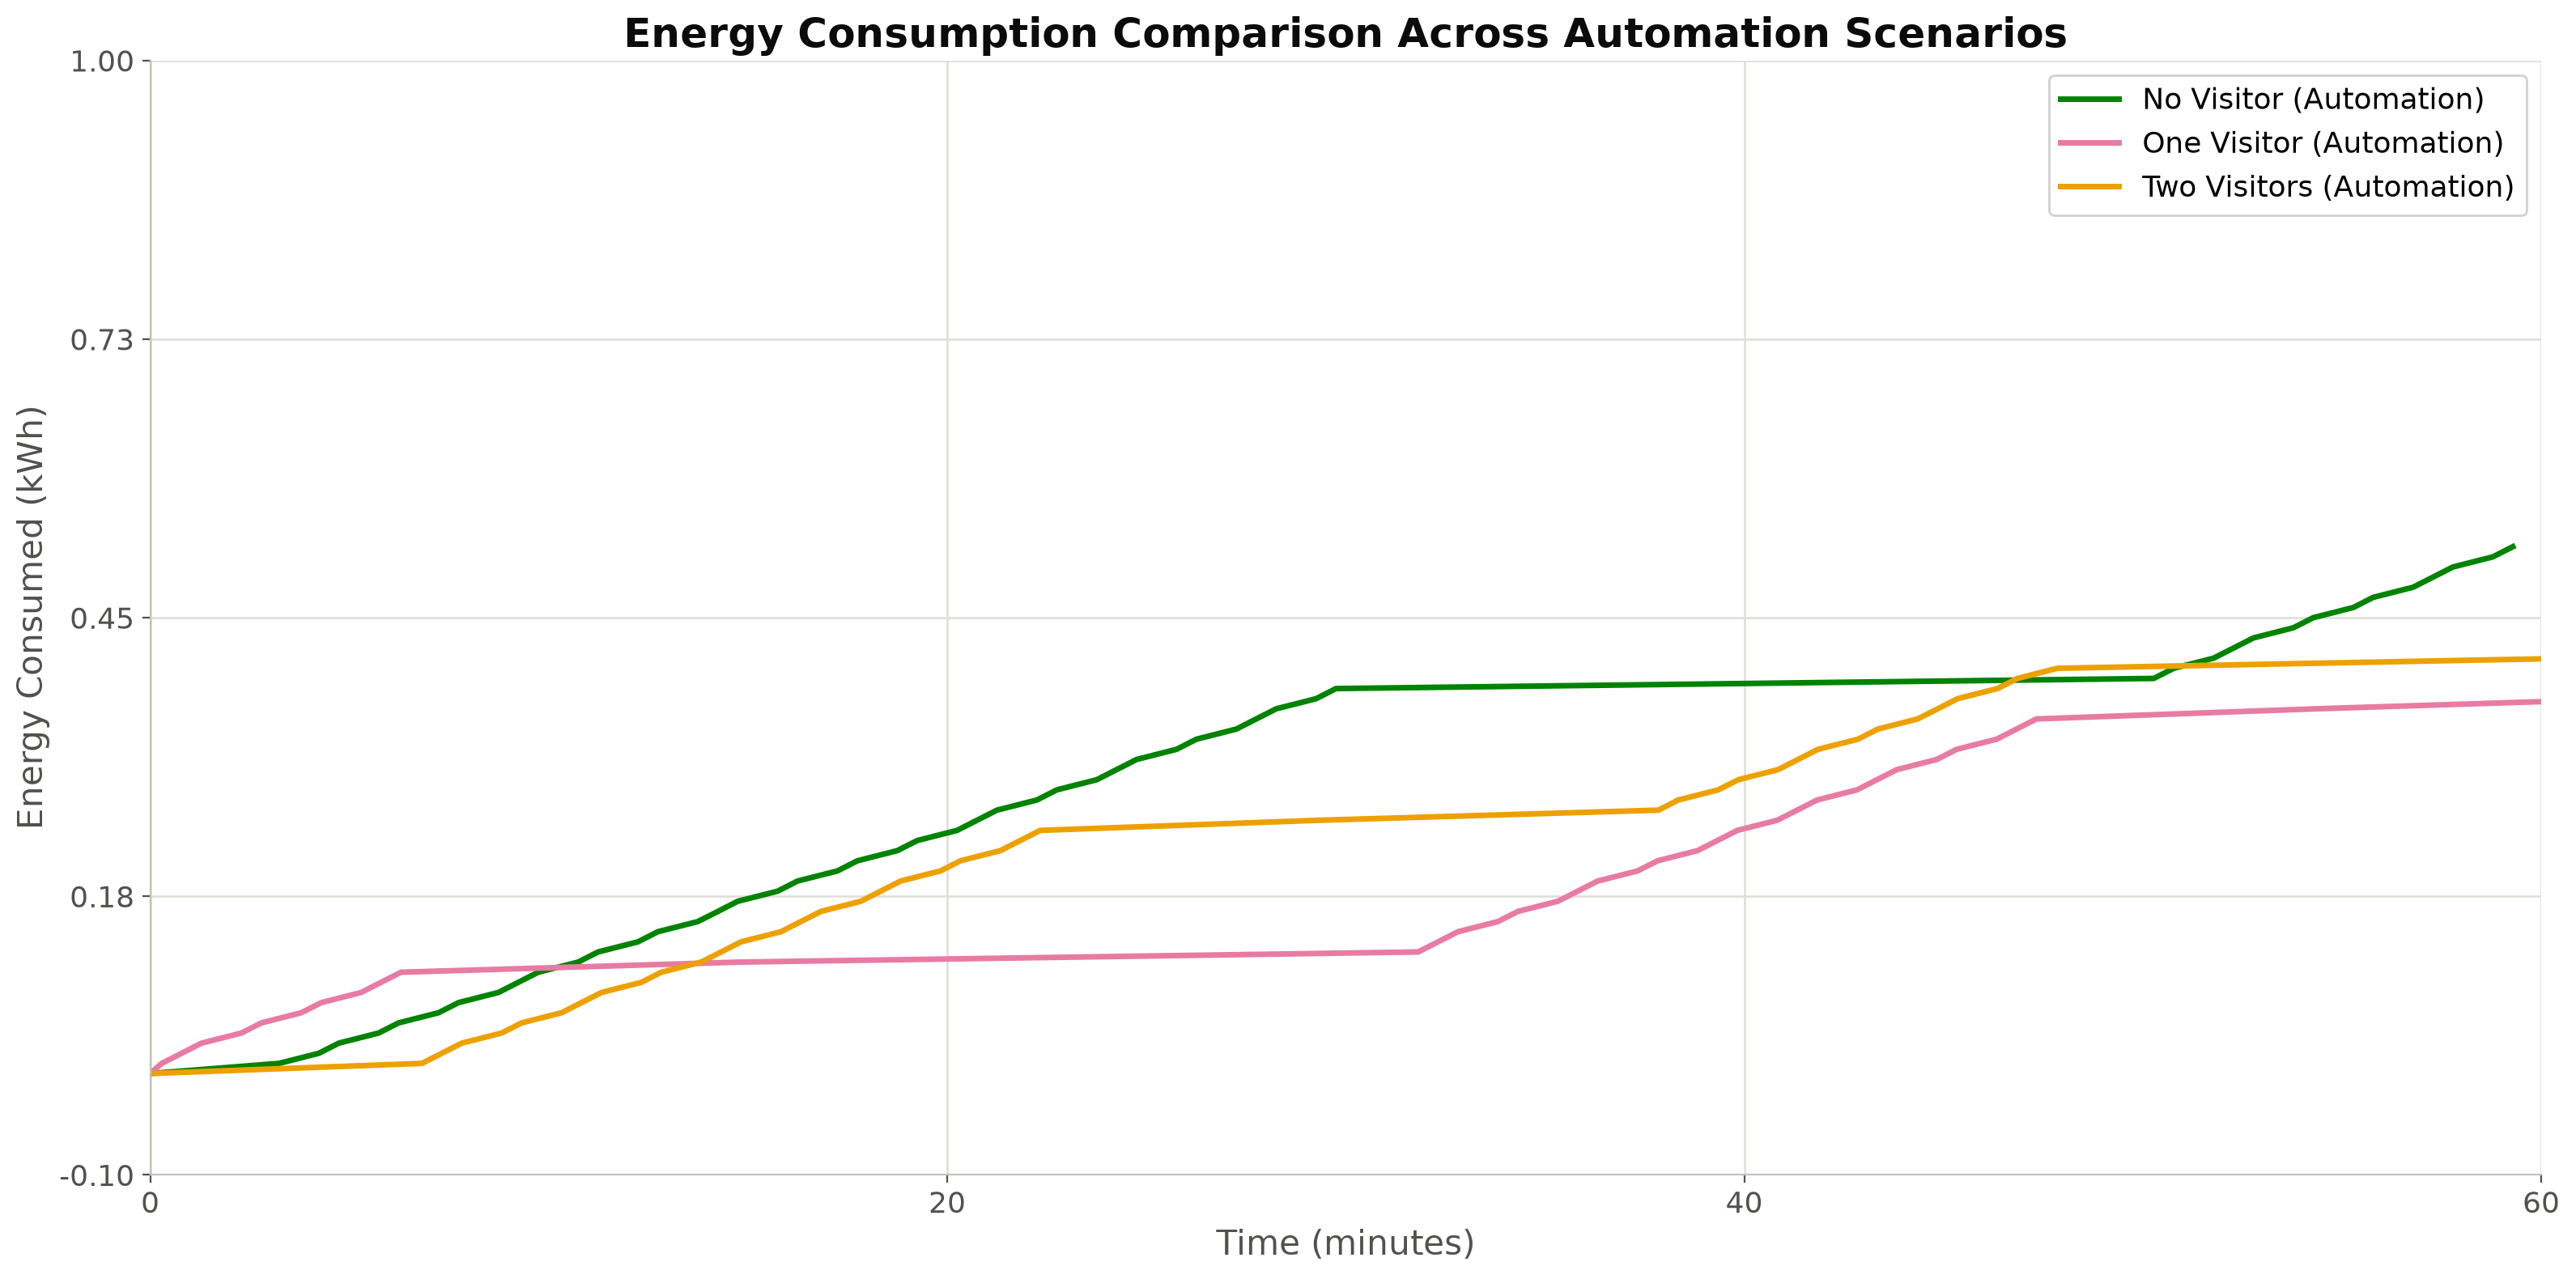 Energy Consumption Comparison Across Automation Scenarios
1.00
0.73
0.45
0.18
-0.10
Energy Consumed (kWh)
No Visitor (Automation)
One Visitor (Automation)
Two Visitors (Automation)
0
20
40
60
Time (minutes)